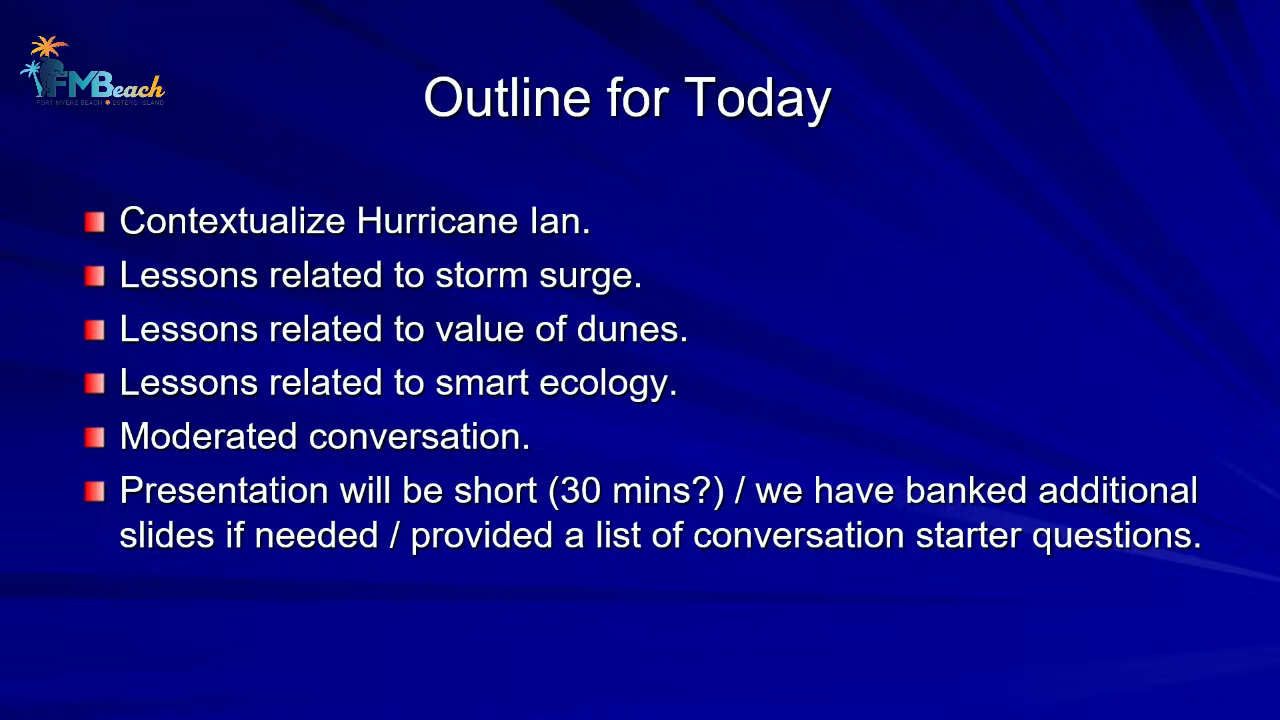 FMBeach
FORT MYERS BEACH ● ESTERO ISLAND
Outline for Today
Contextualize Hurricane Ian.
Lessons related to storm surge.
Lessons related to value of dunes.
Lessons related to smart ecology.
Moderated conversation.
Presentation will be short (30 mins?) / we have banked additional
slides if needed / provided a list of conversation starter questions.